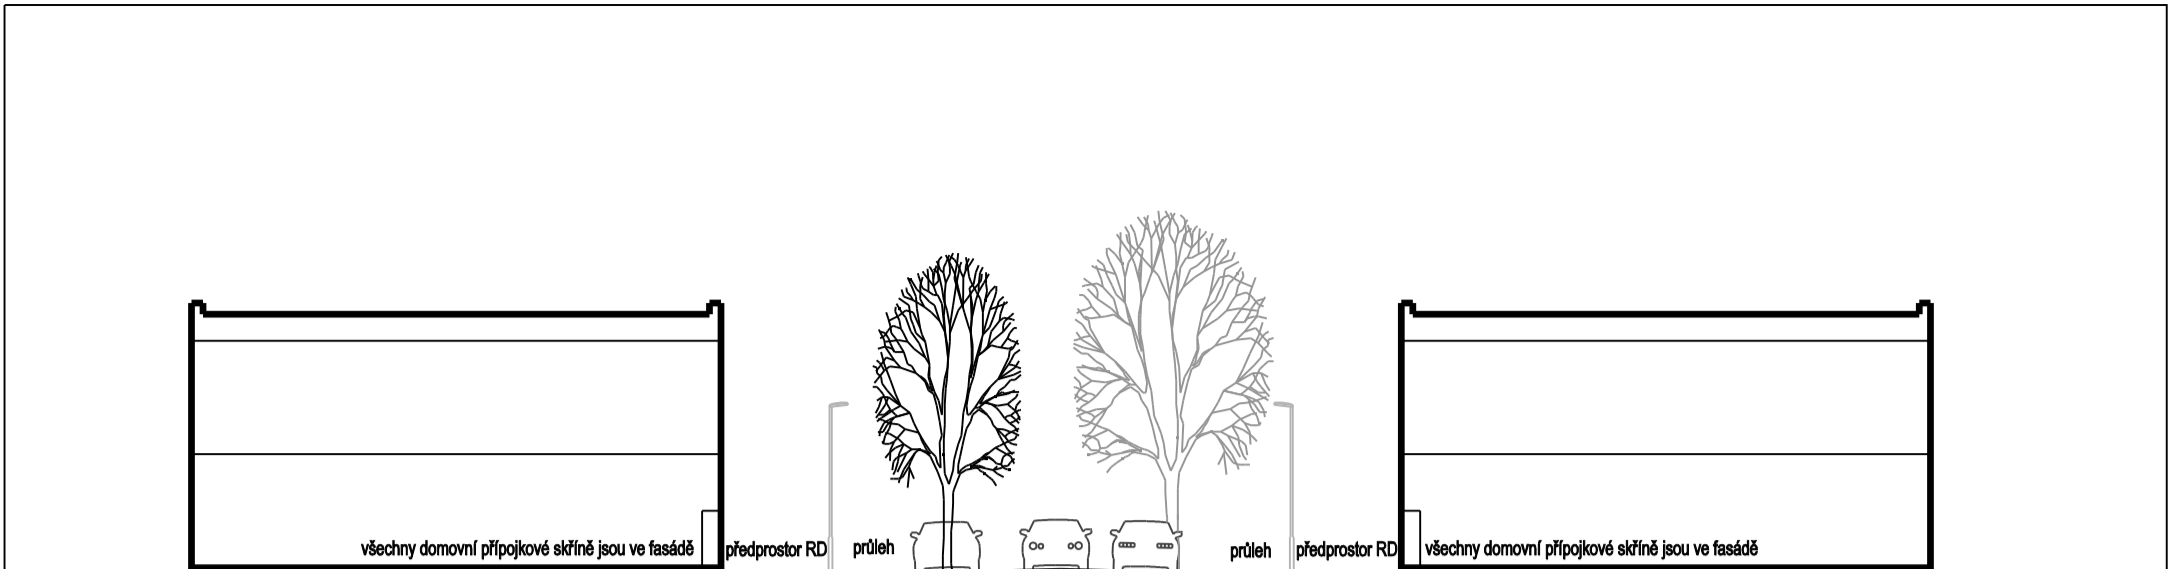 všechny domovní přípojkové skříně jsou ve fasádě
předprostor RD
průleh
průleh
předprostor RD
všechny domovní přípojkové skříně jsou ve fasádě